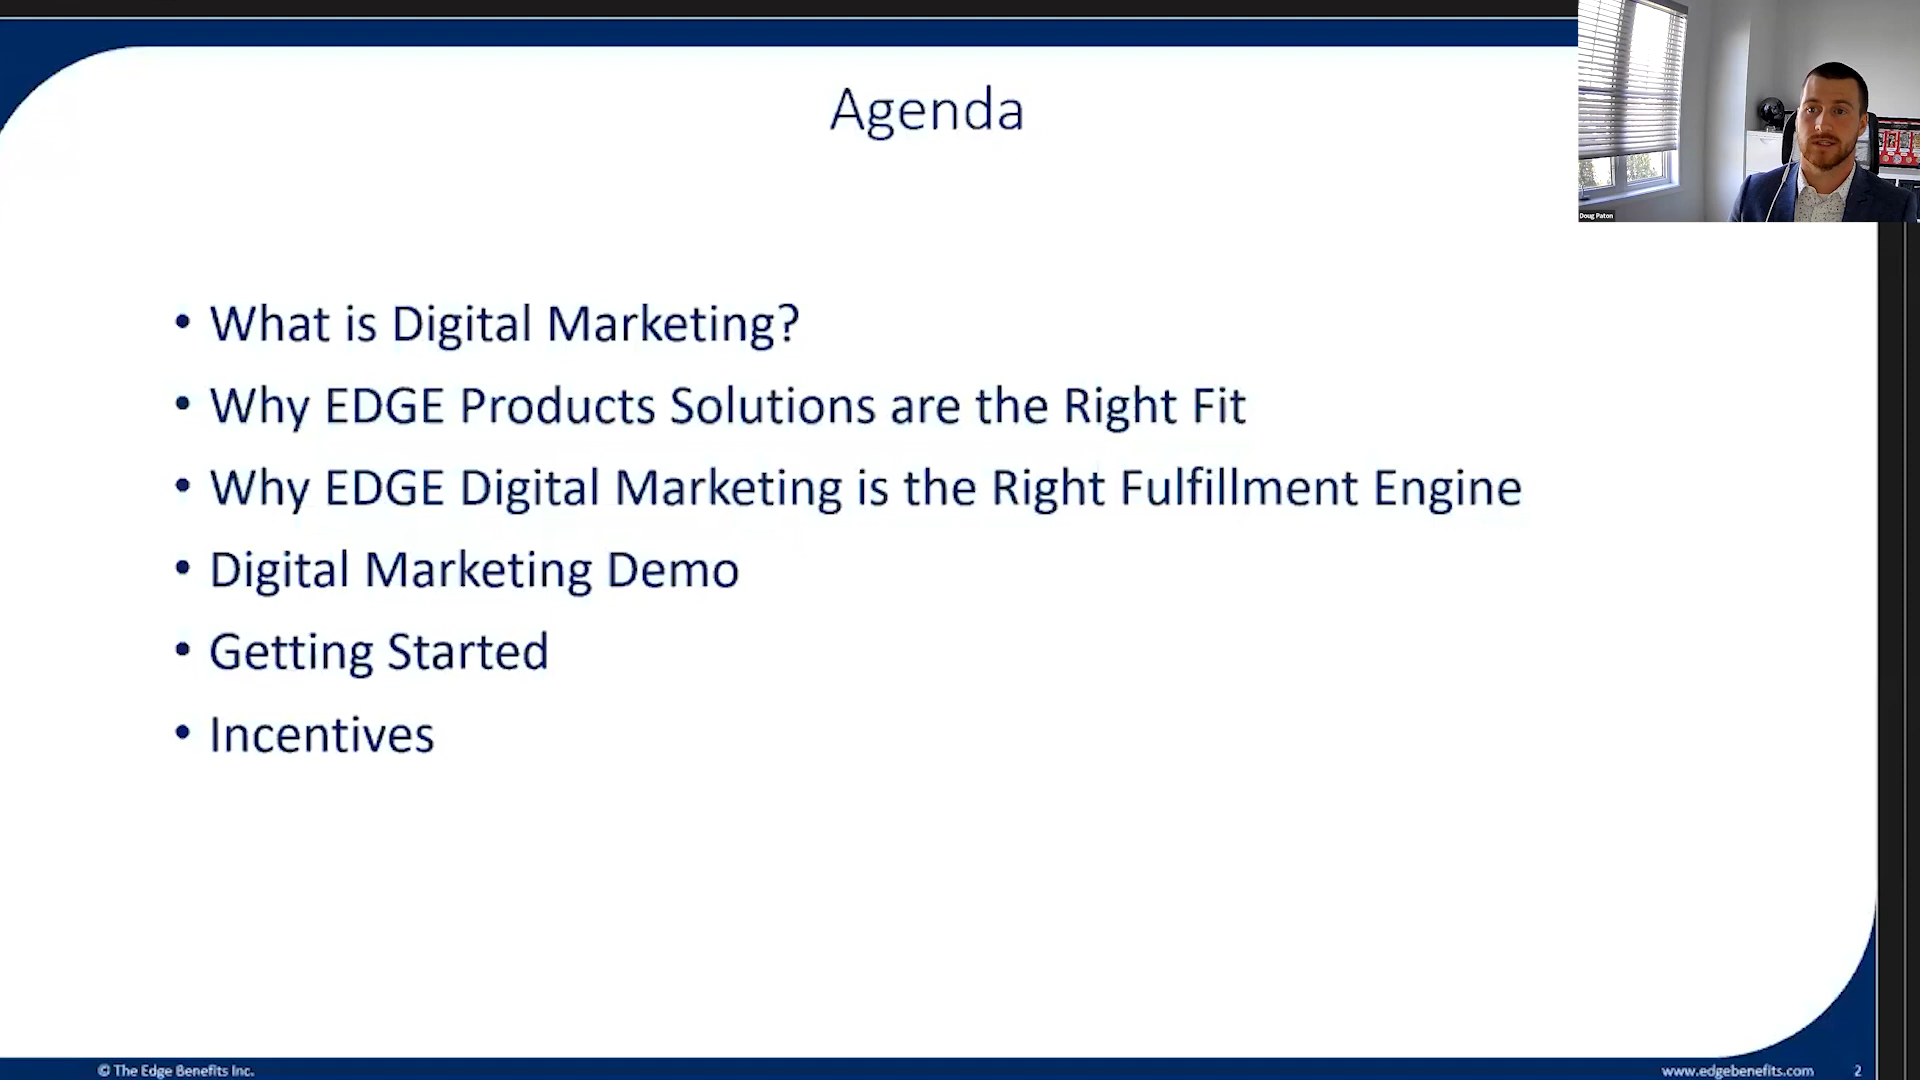 Agenda
Doug Paton
• What is Digital Marketing?
• Why EDGE Products Solutions are the Right Fit
• Why EDGE Digital Marketing is the Right Fulfillment Engine
• Digital Marketing Demo
• Getting Started
• Incentives
© The Edge Benefits Inc.
www.edgebenefits.com
2